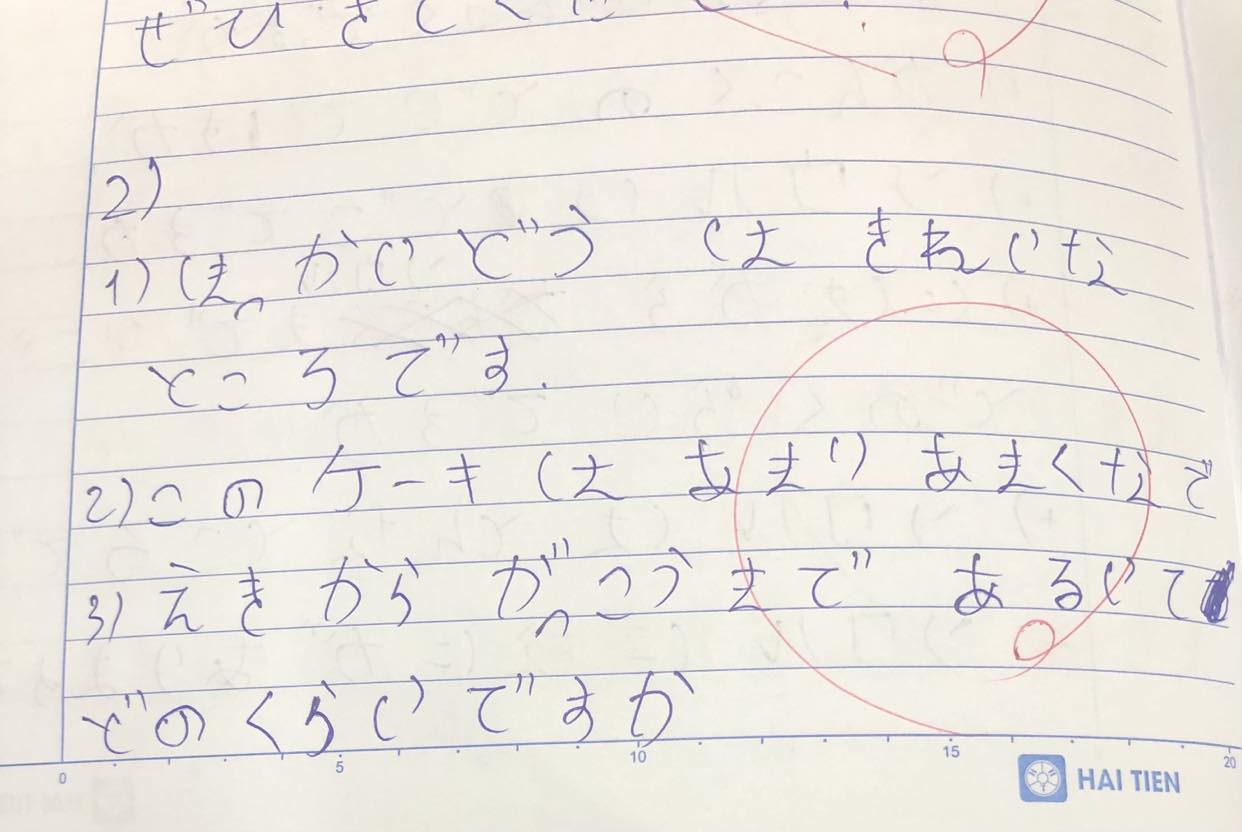 ぜひ きてくだ
2)
1) ほっかいどう は きれいな
ところです.
2) この ケーキ は あまり あまくなで
3) えき から がっこう まで あるいて
どのくらい ですか
0 5 10 15 20
HAI TIEN